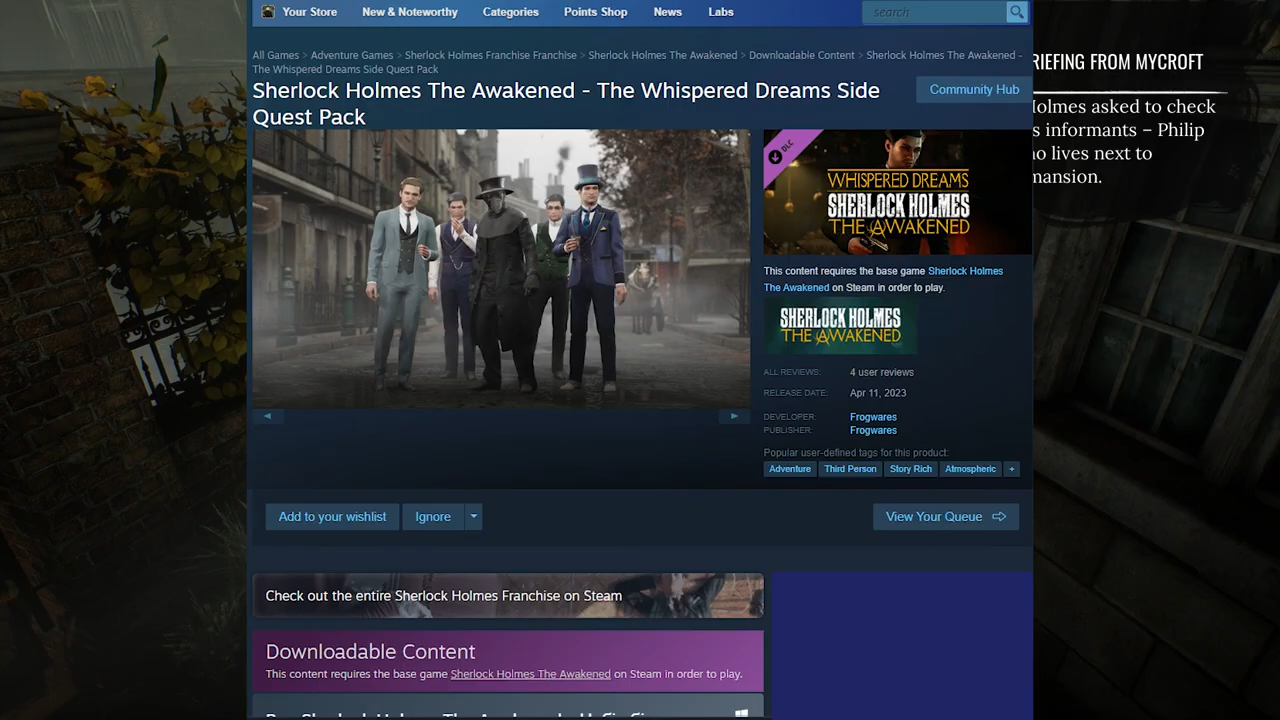 Your Store
New & Noteworthy
Categories
Points Shop
News
Labs
search
All Games > Adventure Games > Sherlock Holmes Franchise Franchise > Sherlock Holmes The Awakened > Downloadable Content > Sherlock Holmes The Awakened -
The Whispered Dreams Side Quest Pack
Sherlock Holmes The Awakened - The Whispered Dreams Side
Quest Pack
Community Hub
DLC
WHISPERED DREAMS
SHERLOCK HOLMES
THE AWAKENED
This content requires the base game Sherlock Holmes
The Awakened on Steam in order to play.
SHERLOCK HOLMES
THE AWAKENED
ALL REVIEWS: 4 user reviews
RELEASE DATE: Apr 11, 2023
DEVELOPER: Frogwares
PUBLISHER: Frogwares
Popular user-defined tags for this product:
Adventure
Third Person
Story Rich
Atmospheric
+
Add to your wishlist
Ignore
View Your Queue
Check out the entire Sherlock Holmes Franchise on Steam
Downloadable Content
This content requires the base game Sherlock Holmes The Awakened on Steam in order to play.
RIEFING FROM MYCROFT
Holmes asked to check
s informants – Philip
o lives next to
mansion.